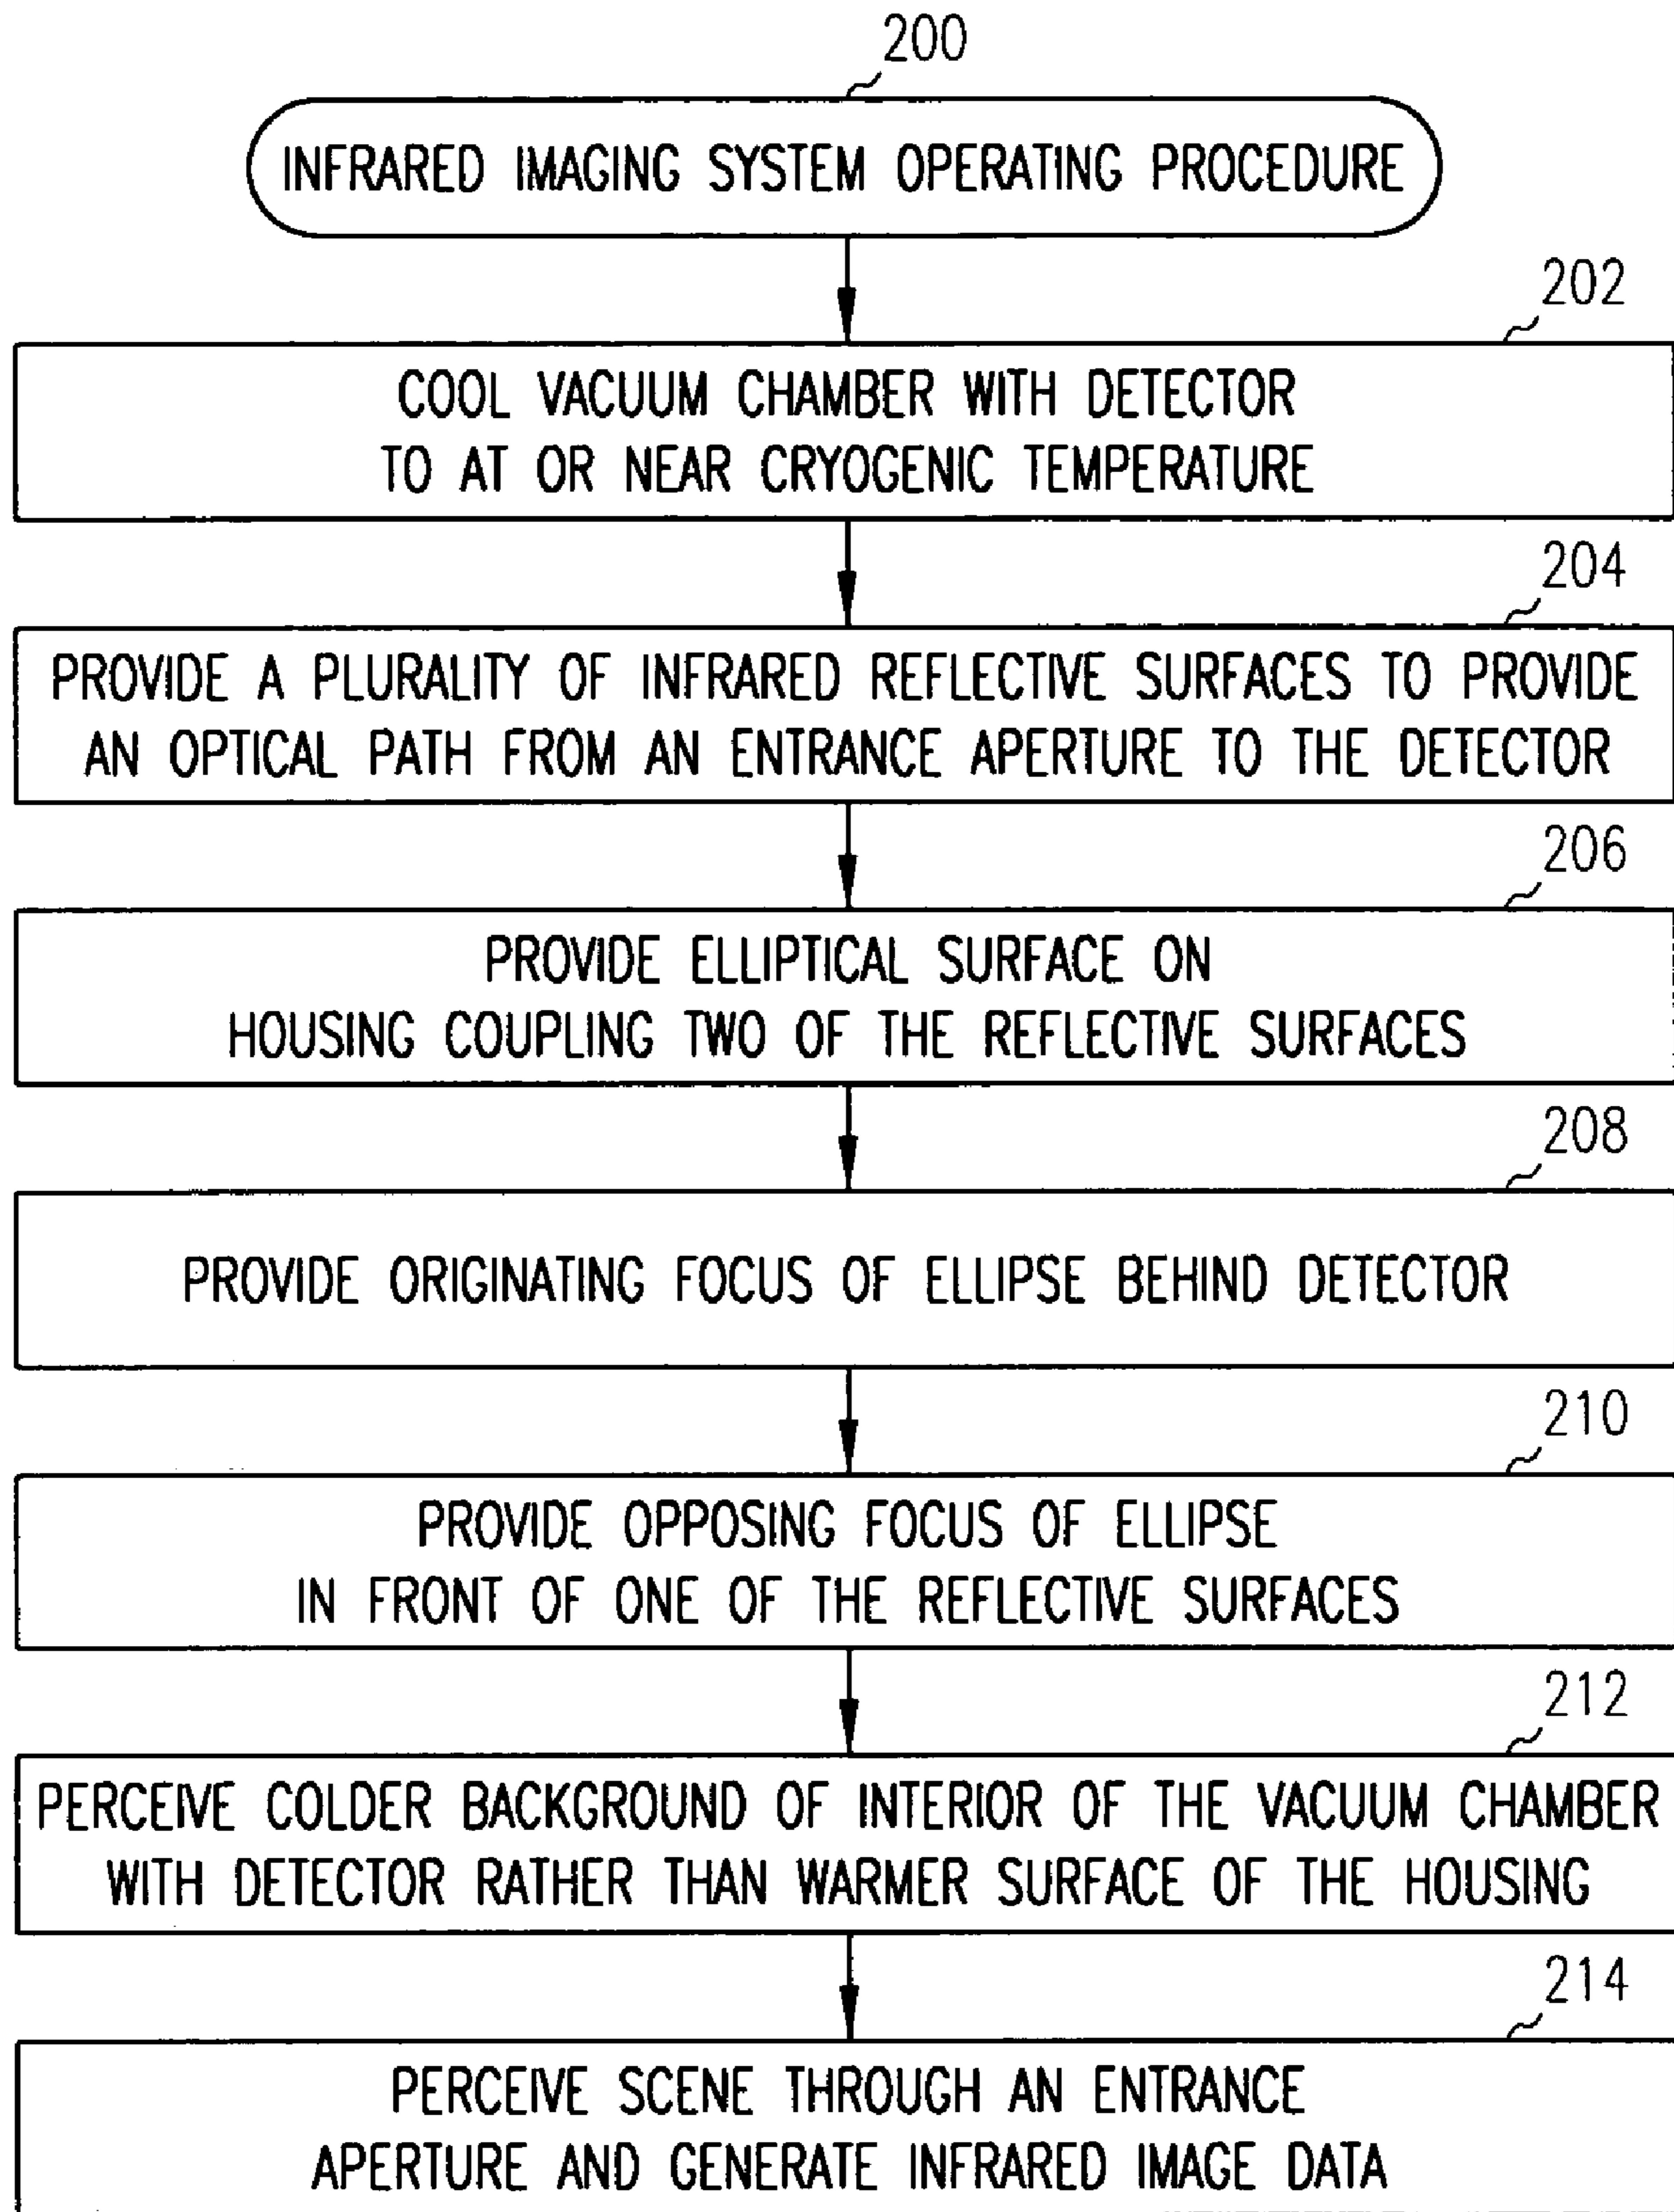 200
INFRARED IMAGING SYSTEM OPERATING PROCEDURE
202
COOL VACUUM CHAMBER WITH DETECTOR
TO AT OR NEAR CRYOGENIC TEMPERATURE
204
PROVIDE A PLURALITY OF INFRARED REFLECTIVE SURFACES TO PROVIDE
AN OPTICAL PATH FROM AN ENTRANCE APERTURE TO THE DETECTOR
206
PROVIDE ELLIPTICAL SURFACE ON
HOUSING COUPLING TWO OF THE REFLECTIVE SURFACES
208
PROVIDE ORIGINATING FOCUS OF ELLIPSE BEHIND DETECTOR
210
PROVIDE OPPOSING FOCUS OF ELLIPSE
IN FRONT OF ONE OF THE REFLECTIVE SURFACES
212
PERCEIVE COLDER BACKGROUND OF INTERIOR OF THE VACUUM CHAMBER
WITH DETECTOR RATHER THAN WARMER SURFACE OF THE HOUSING
214
PERCEIVE SCENE THROUGH AN ENTRANCE
APERTURE AND GENERATE INFRARED IMAGE DATA